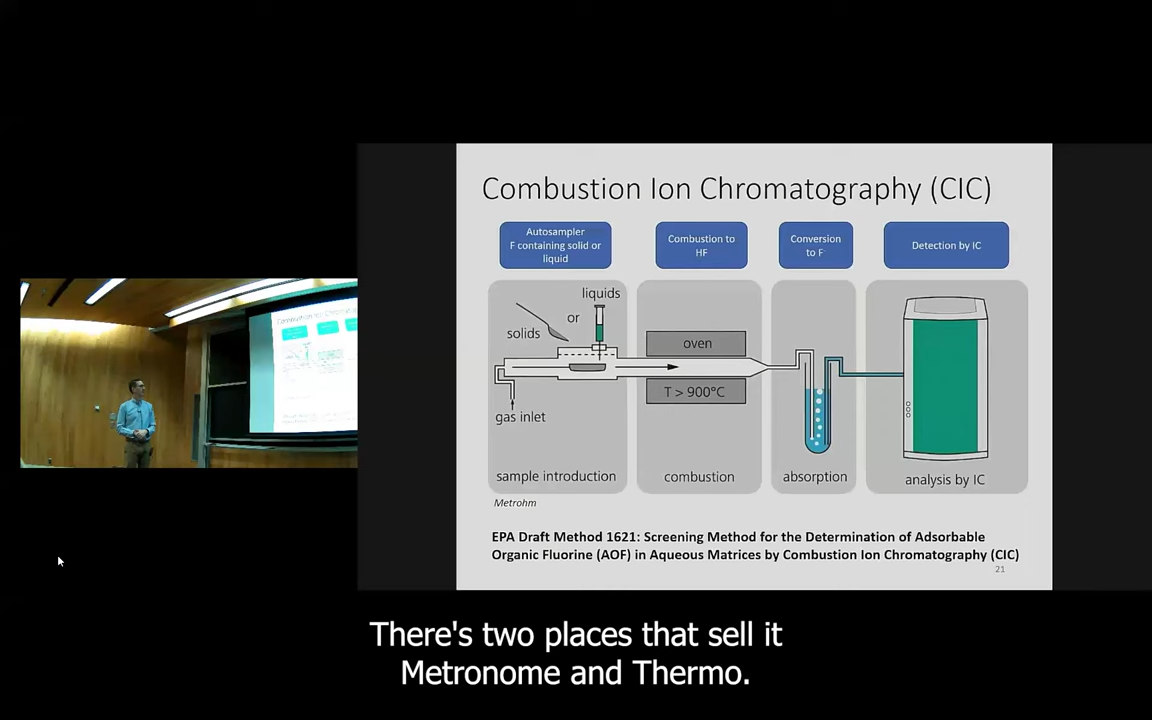 Combustion Ion Chromatography (CIC)
Autosampler
F containing solid or
liquid
Combustion to
HF
Conversion
to F
Detection by IC
liquids
or
solids
oven
T > 900°C
gas inlet
sample introduction
combustion
absorption
analysis by IC
Metrohm
EPA Draft Method 1621: Screening Method for the Determination of Adsorbable
Organic Fluorine (AOF) in Aqueous Matrices by Combustion Ion Chromatography (CIC)
21
There's two places that sell it
Metronome and Thermo.